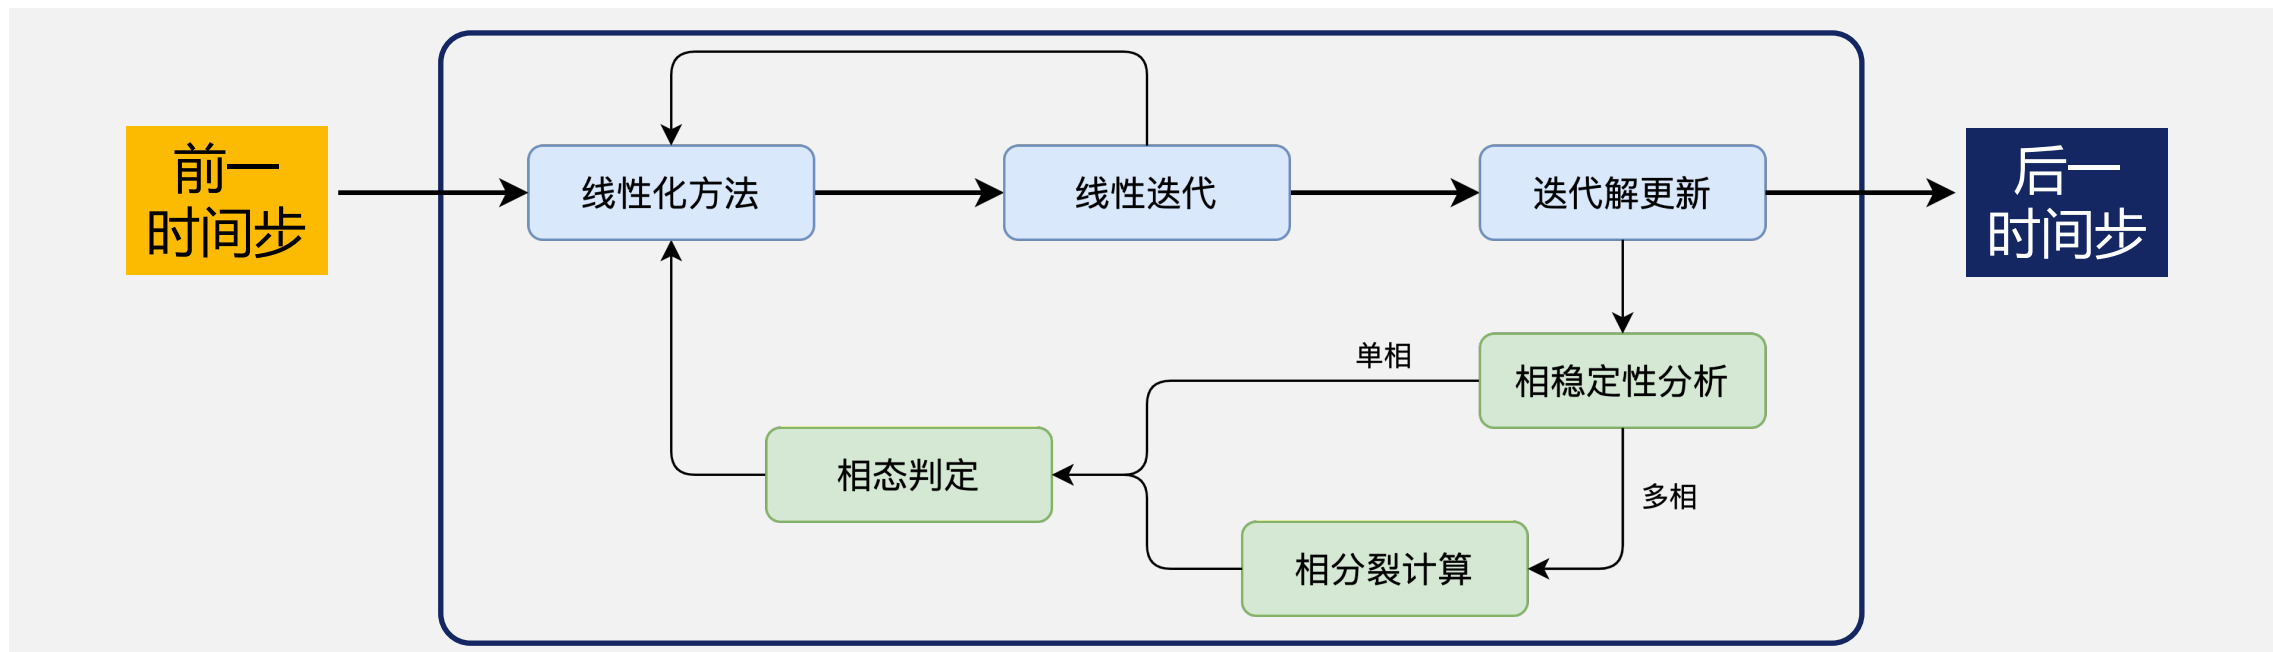 前一
时间步
线性化方法
线性迭代
迭代解更新
后一
时间步
单相
相稳定性分析
相态判定
多相
相分裂计算